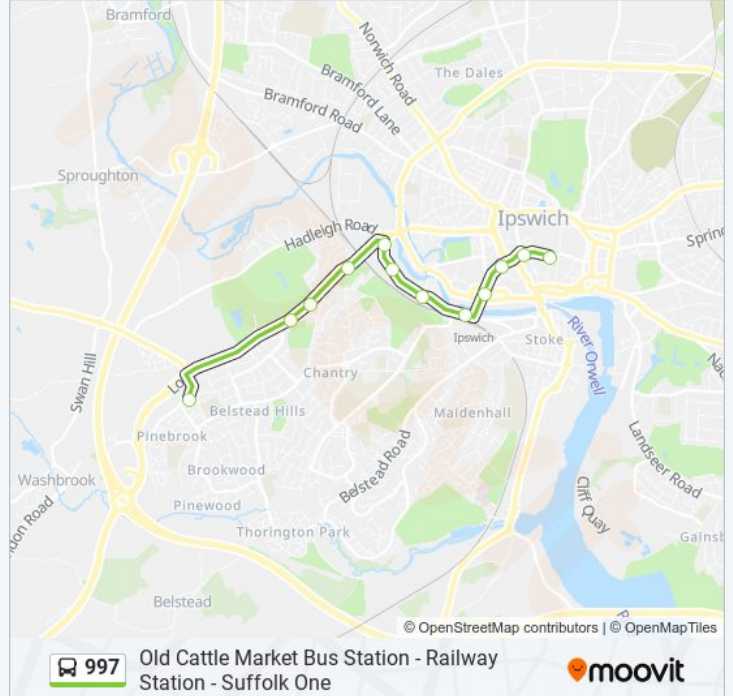 Bramford
Norwich Road
The Dales
Bramford Lane
Bramford Road
Sproughton
Ipswich
Hadleigh Road
Ipswich
Stoke
River Orwell
Swan Hill
Chantry
Belstead Hills
Maidenhall
Pinebrook
Landseer Road
Belstead Road
Brookwood
Washbrook
Cliff Quay
Pinewood
Thorington Park
Belstead
© OpenStreetMap contributors | © OpenMapTiles
997
Old Cattle Market Bus Station - Railway
Station - Suffolk One
moovit